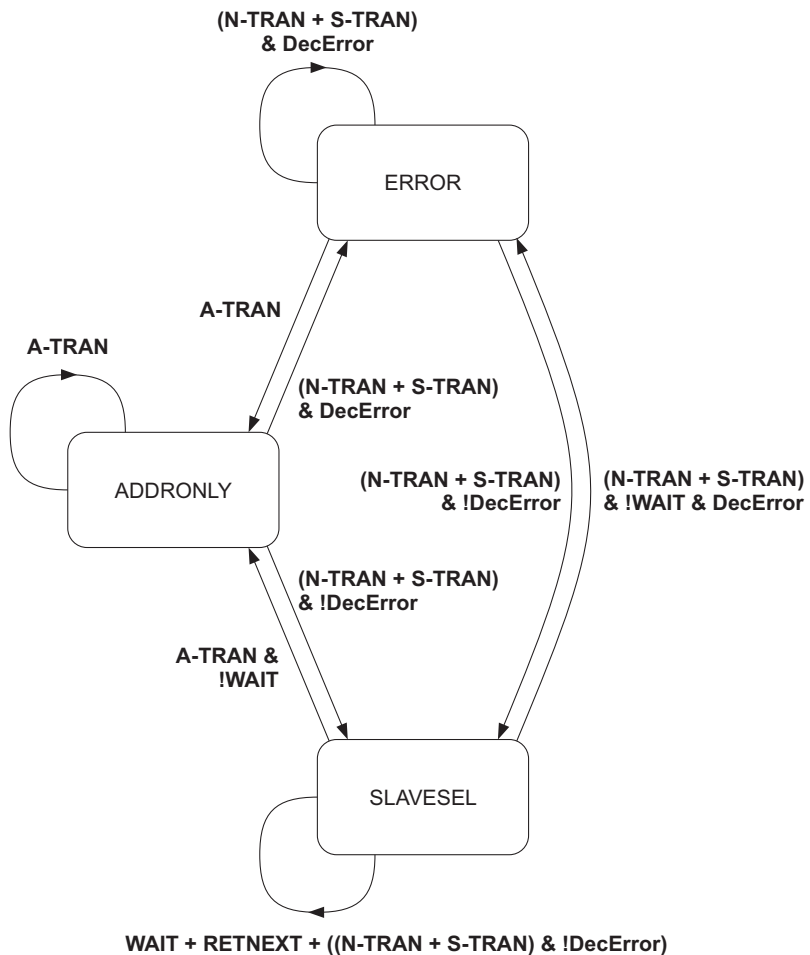 (N-TRAN + S-TRAN)
& DecError
ERROR
A-TRAN
A-TRAN
(N-TRAN + S-TRAN)
& DecError
ADDRONLY
(N-TRAN + S-TRAN)
& !DecError
(N-TRAN + S-TRAN)
& !WAIT & DecError
(N-TRAN + S-TRAN)
& !DecError
A-TRAN &
!WAIT
SLAVESEL
WAIT + RETNEXT + ((N-TRAN + S-TRAN) & !DecError)